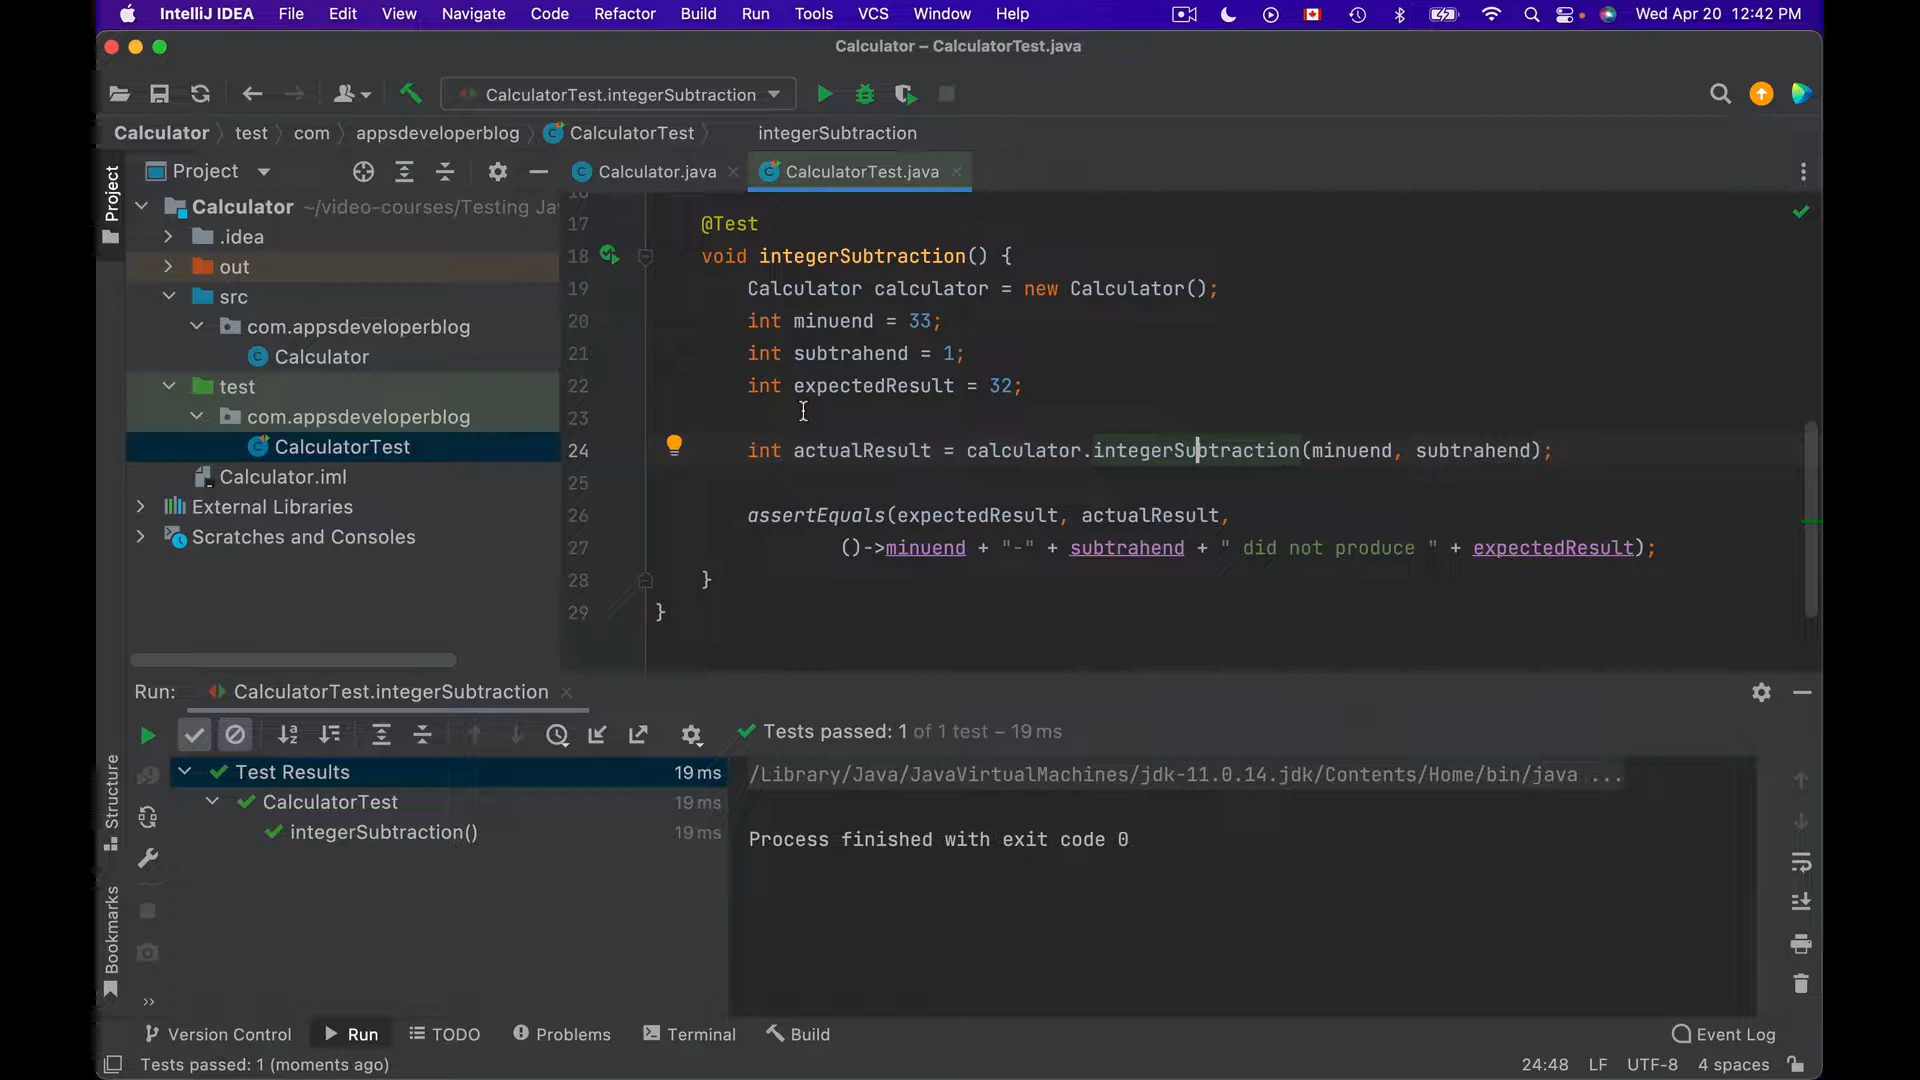 IntelliJ IDEA File Edit View Navigate Code Refactor Build Run Tools VCS Window Help Wed Apr 20 12:42 PM
Calculator – CalculatorTest.java
CalculatorTest.integerSubtraction
Calculator test com appsdeveloperblog CalculatorTest integerSubtraction
Project
Project
Calculator.java
CalculatorTest.java
Calculator ~/video-courses/Testing Ja
.idea
out
src
com.appsdeveloperblog
Calculator
test
com.appsdeveloperblog
CalculatorTest
Calculator.iml
External Libraries
Scratches and Consoles
17 @Test
18 void integerSubtraction() {
19 Calculator calculator = new Calculator();
20 int minuend = 33;
21 int subtrahend = 1;
22 int expectedResult = 32;
23
24 int actualResult = calculator.integerSubtraction(minuend, subtrahend);
25
26 assertEquals(expectedResult, actualResult,
27 ()->minuend + "-" + subtrahend + " did not produce " + expectedResult);
28 }
29 }
Run: CalculatorTest.integerSubtraction
Tests passed: 1 of 1 test – 19 ms
Test Results 19 ms
CalculatorTest 19 ms
integerSubtraction() 19 ms
/Library/Java/JavaVirtualMachines/jdk-11.0.14.jdk/Contents/Home/bin/java ...
Process finished with exit code 0
Structure
Bookmarks
Version Control Run TODO Problems Terminal Build Event Log
Tests passed: 1 (moments ago) 24:48 LF UTF-8 4 spaces